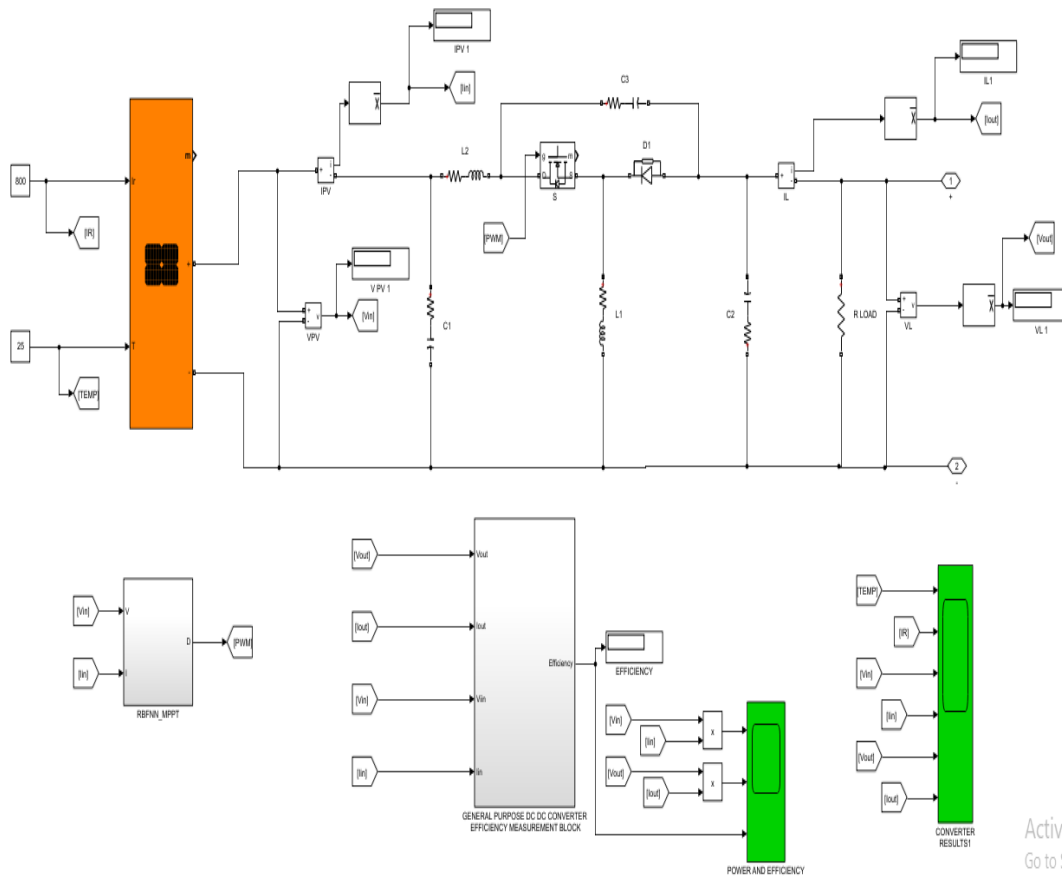 IPV 1
[Iin]
X
IPV
800
[IR]
Ir
m
+
-
25
T
[TEMP]
V PV 1
[Vin]
+
-
v
VPV
+
i
-
L2
C1
C3
g
m
D
S
S
[PWM]
D1
L1
C2
+
i
-
IL
X
IL1
[Iout]
R LOAD
1
+
+
-
v
VL
X
[Vout]
VL 1
2
-
[Vin]
[Iin]
V
I
D
[PWM]
RBFNN_MPPT
[Vout]
[Iout]
[Vin]
[Iin]
Vout
Iout
Viin
Iin
Efficiency
GENERAL PURPOSE DC DC CONVERTER
EFFICIENCY MEASUREMENT BLOCK
EFFICIENCY
[Vin]
[Iin]
x
[Vout]
[Iout]
x
POWER AND EFFICIENCY
[TEMP]
[IR]
[Vin]
[Iin]
[Vout]
[Iout]
CONVERTER
RESULTS1
Activ
Go to S